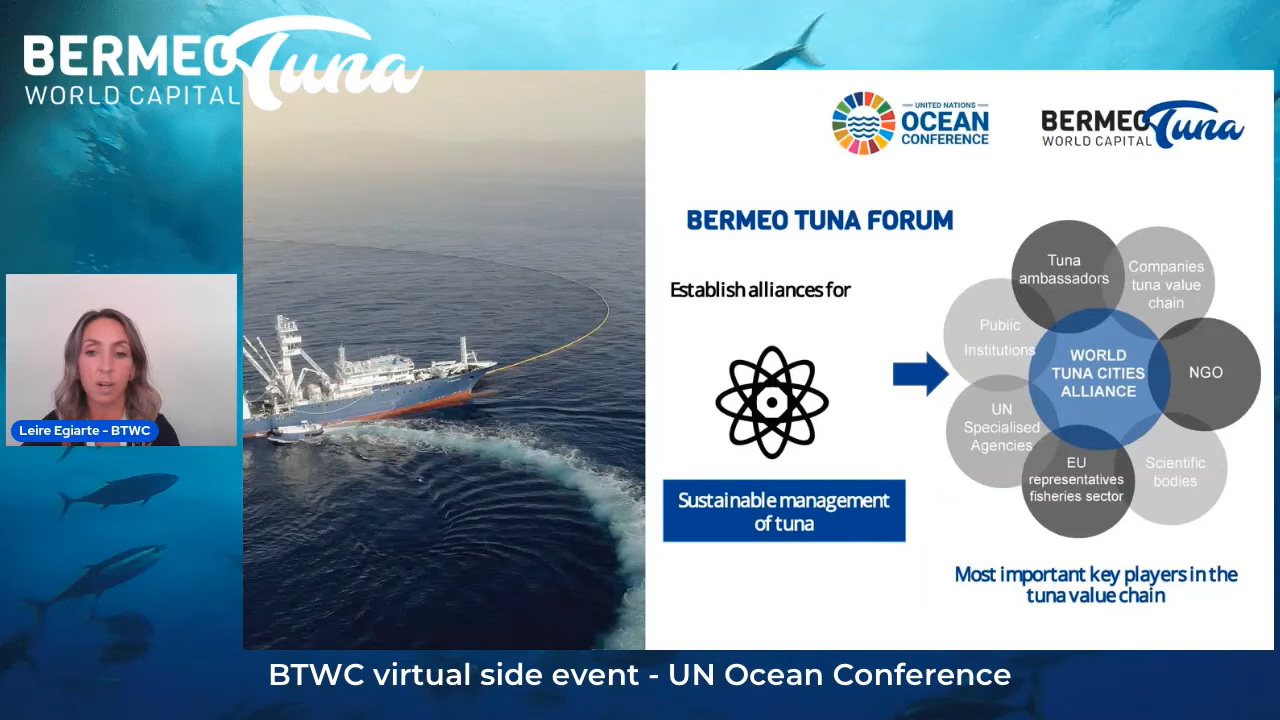 BERMEO Tuna
WORLD CAPITAL
UNITED NATIONS
OCEAN
CONFERENCE
BERMEO Tuna
WORLD CAPITAL
BERMEO TUNA FORUM
Establish alliances for
Sustainable management
of tuna
Tuna
ambassadors
Companies
tuna value
chain
Public
Institutions
WORLD
TUNA CITIES
ALLIANCE
NGO
UN
Specialised
Agencies
EU
representatives
fisheries sector
Scientific
bodies
Most important key players in the
tuna value chain
Leire Egiarte - BTWC
BTWC virtual side event - UN Ocean Conference